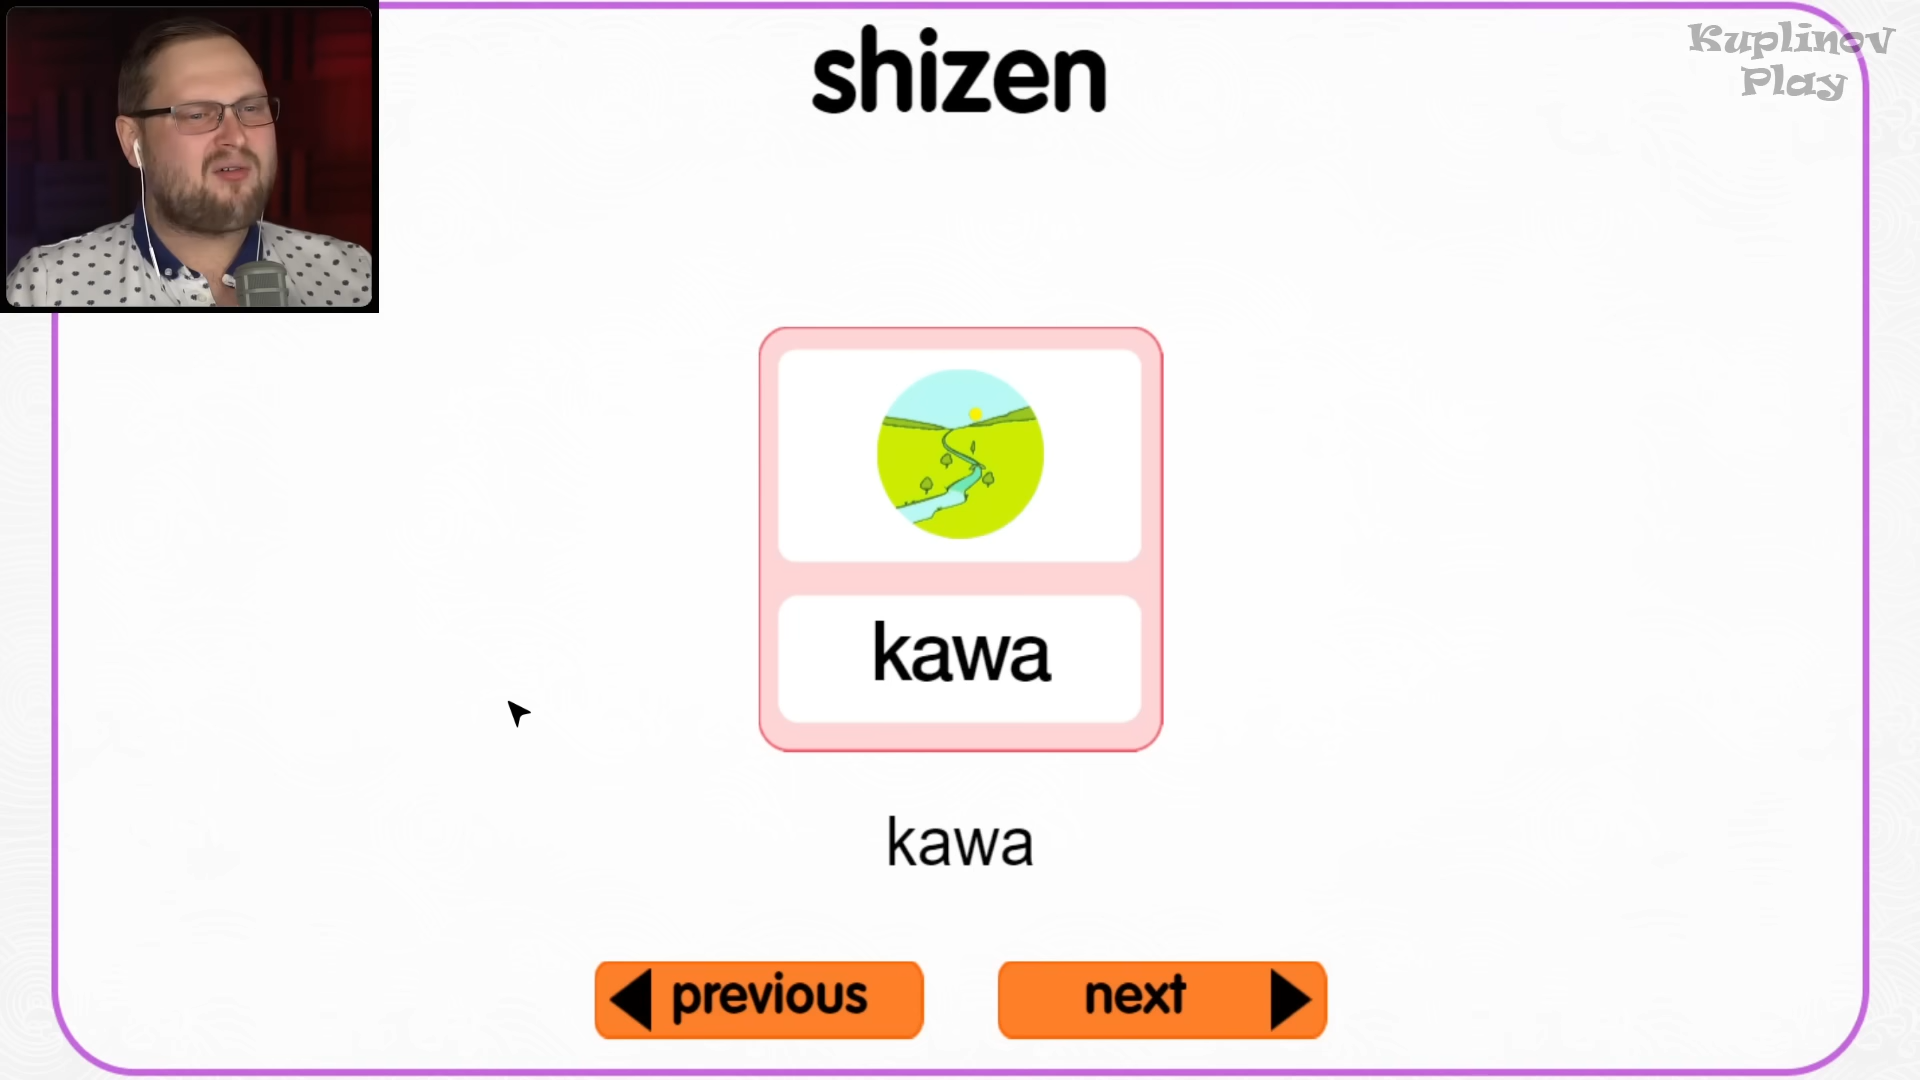 shizen
Kuplinov
Play
kawa
kawa
previous
next